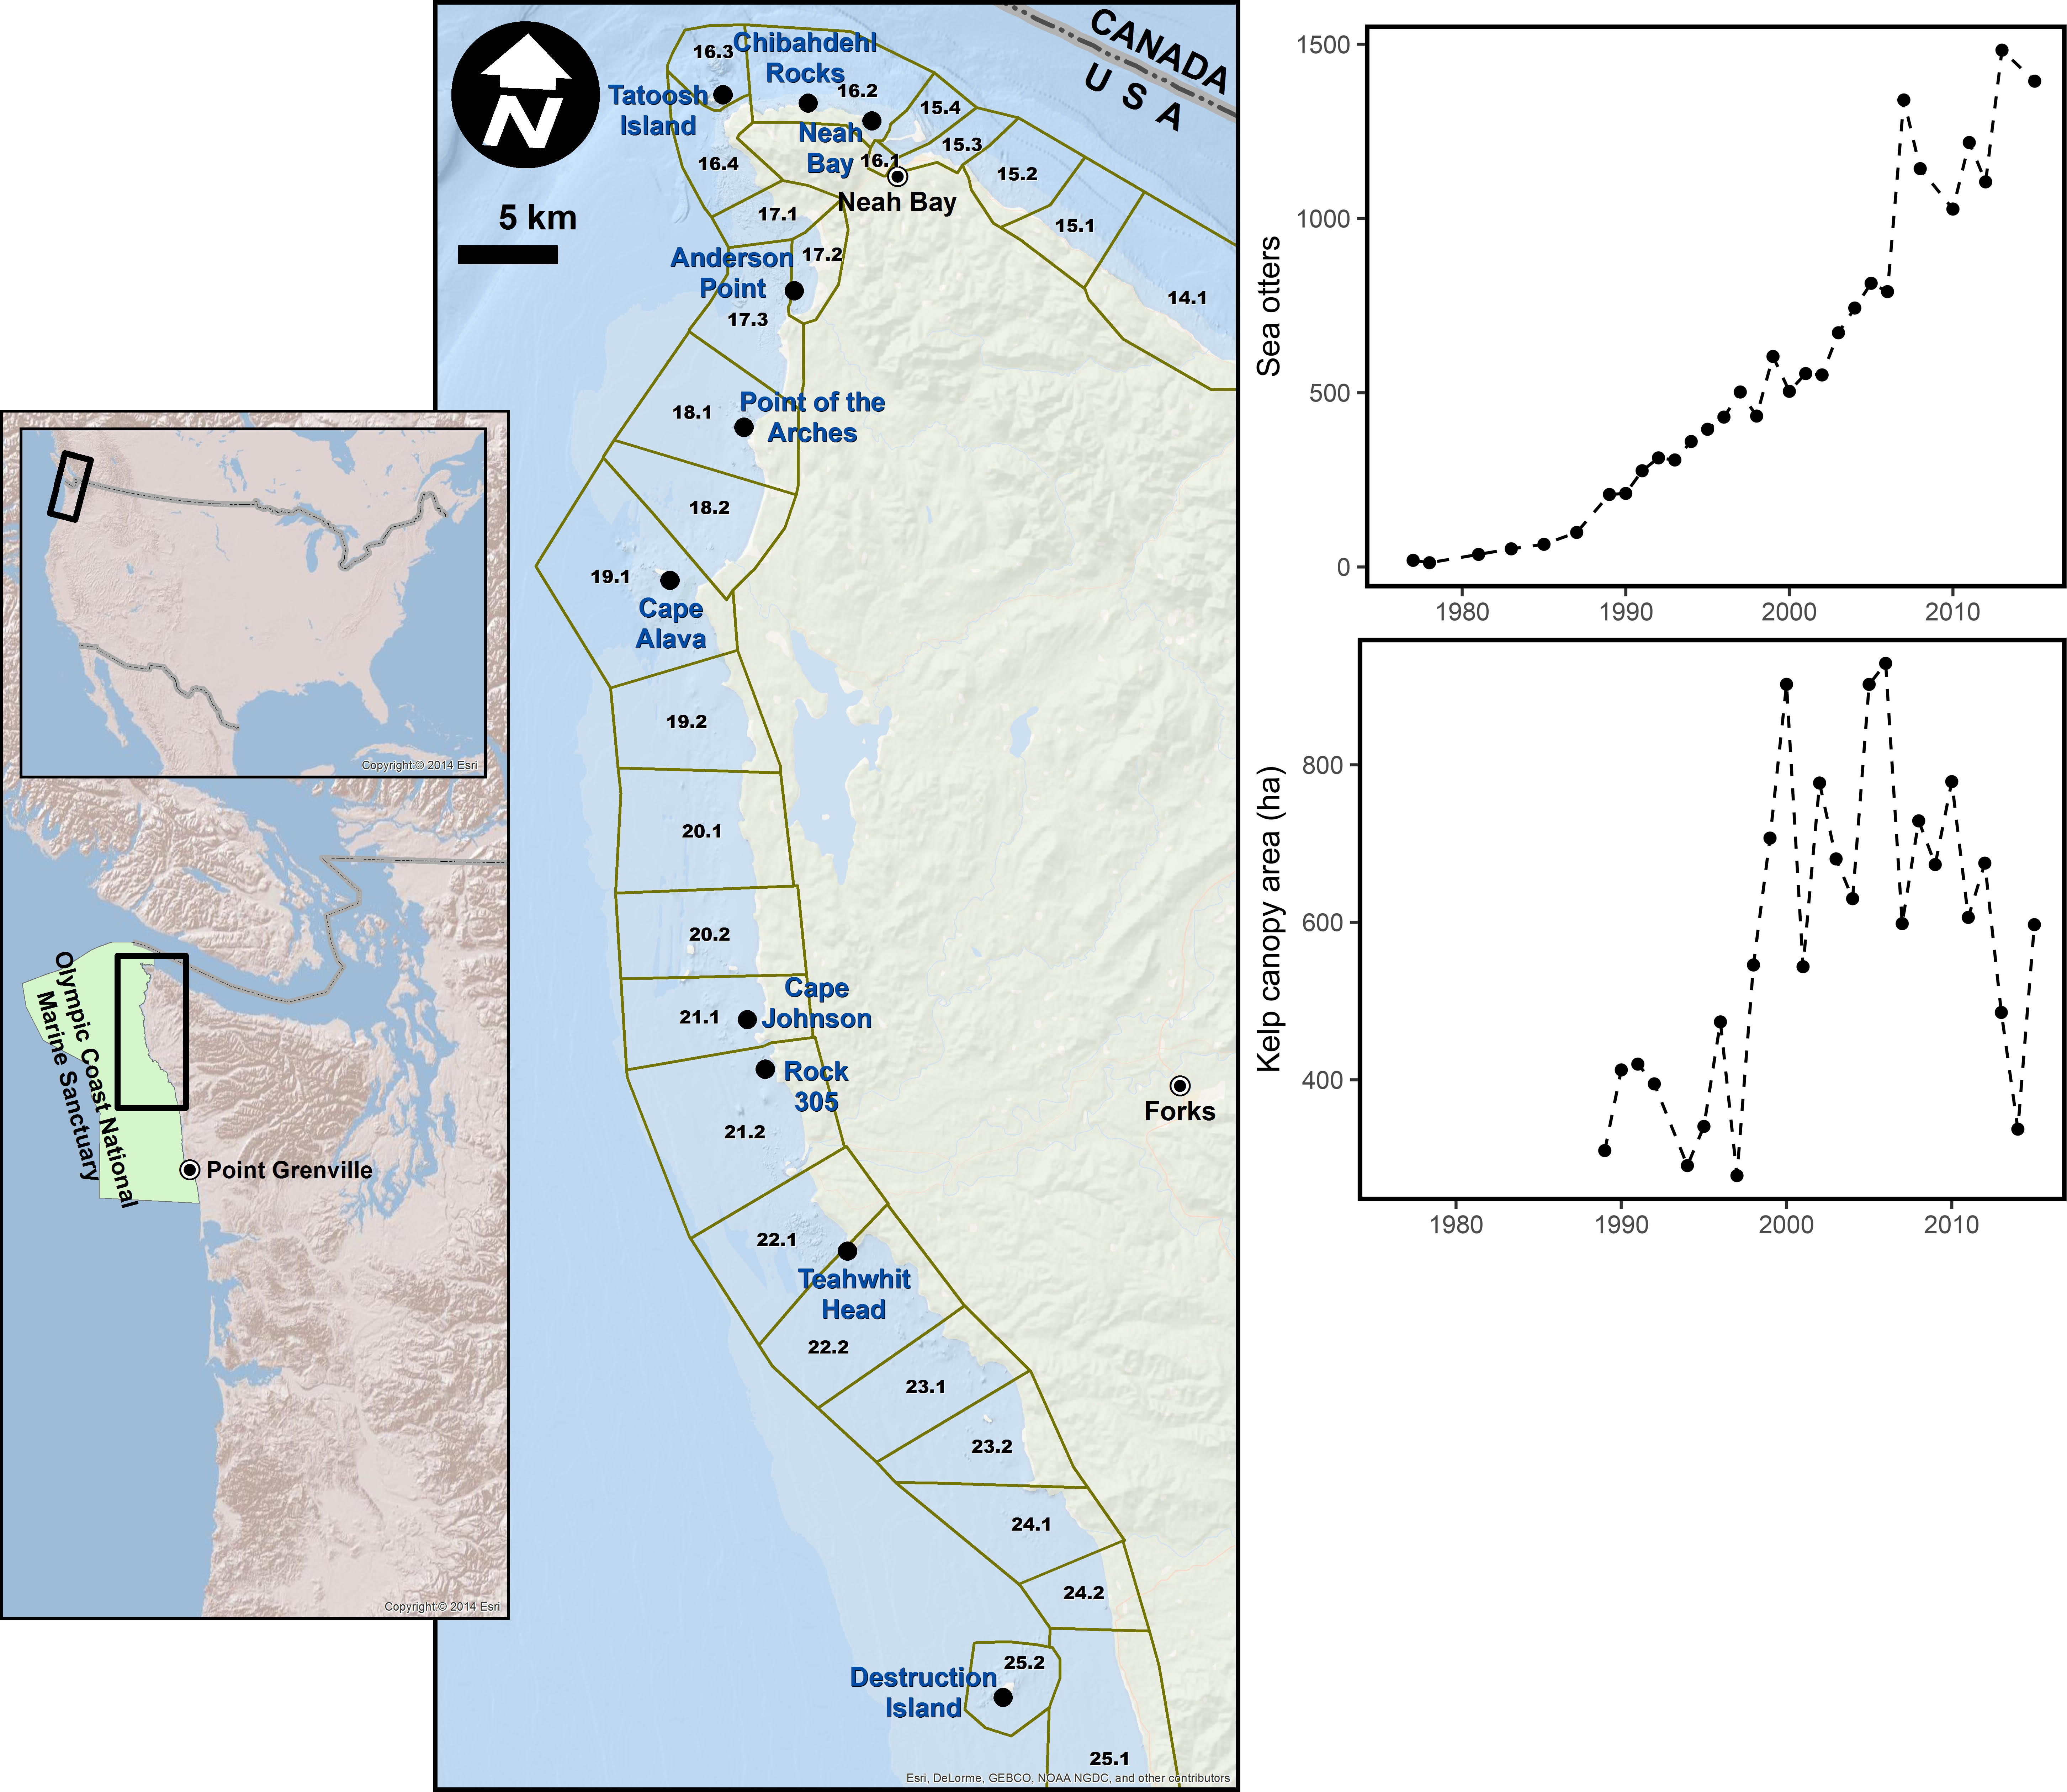 CANADA
U S A
N
5 km
16.3
Chibahdehl
Rocks
16.2
Tatoosh
Island
15.4
Neah
Bay
15.3
16.1
16.4
15.2
Neah Bay
17.1
15.1
Anderson
Point
17.2
14.1
17.3
18.1
Point of the
Arches
18.2
19.1
Cape
Alava
19.2
20.1
20.2
Cape
Johnson
21.1
Rock
305
21.2
Forks
22.1
Teahwhit
Head
22.2
23.1
23.2
24.1
24.2
25.2
Destruction
Island
25.1
Esri, DeLorme, GEBCO, NOAA NGDC, and other contributors
Copyright:© 2014 Esri
Olympic Coast National
Marine Sanctuary
Point Grenville
Copyright:© 2014 Esri
Sea otters
1500
1000
500
0
1980
1990
2000
2010
Kelp canopy area (ha)
800
600
400
1980
1990
2000
2010